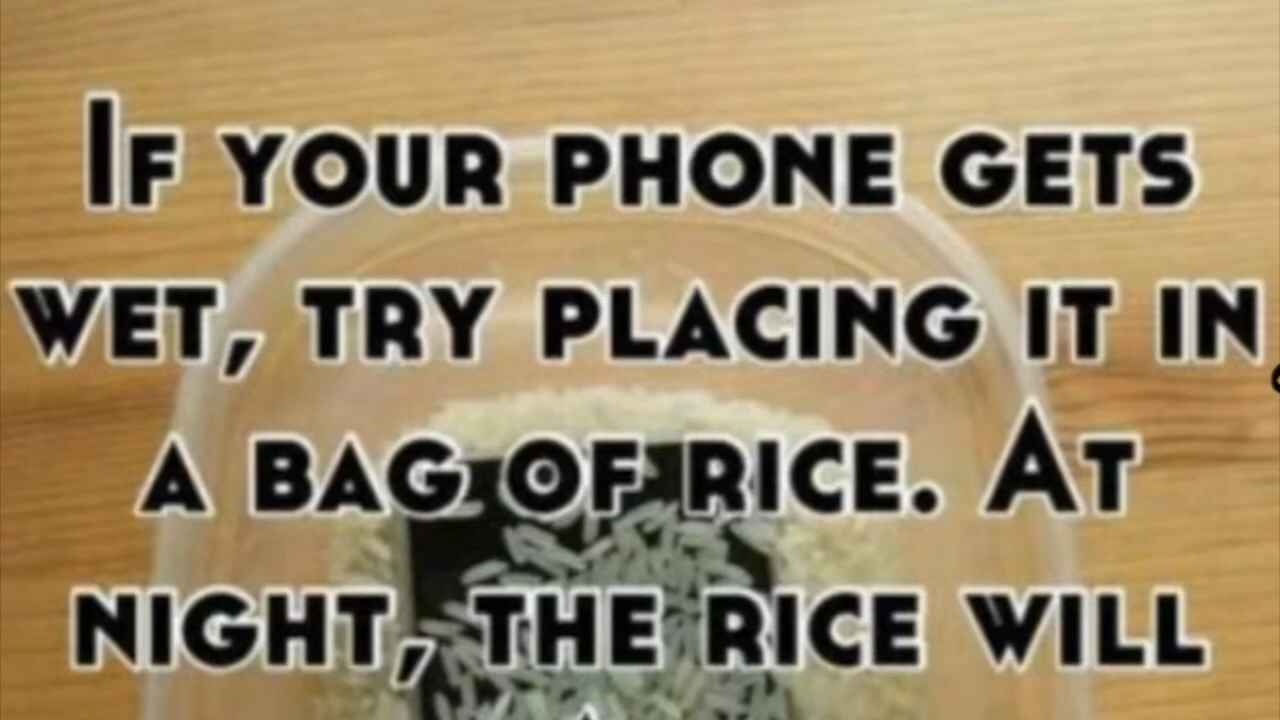 If your phone gets
wet, try placing it in
a bag of rice. At
night, the rice will